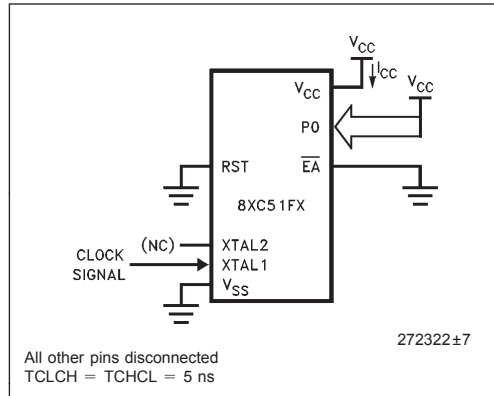 VCC
ICC
VCC
VCC
P0
RST
EA
8XC51FX
(NC)
XTAL2
CLOCK
SIGNAL
XTAL1
VSS
272322±7
All other pins disconnected
TCLCH = TCHCL = 5 ns